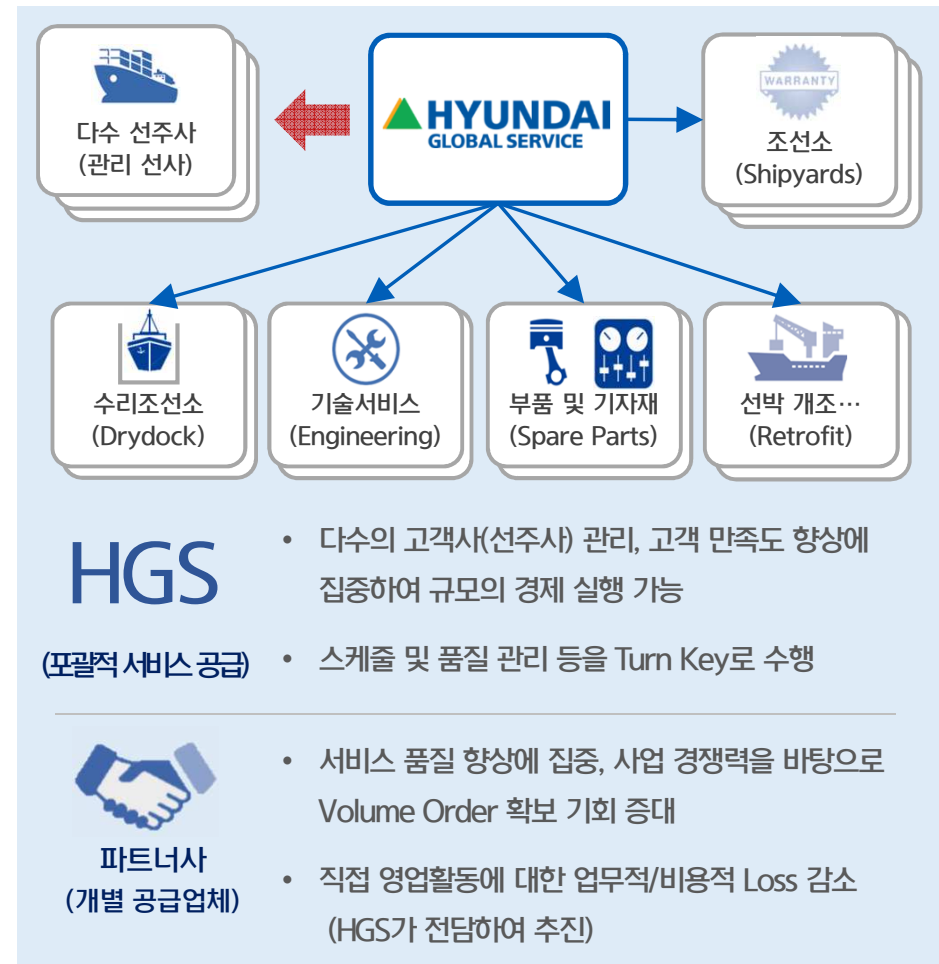 다수 선주사
(관리 선사)
HYUNDAI
GLOBAL SERVICE
WARRANTY
조선소
(Shipyards)
수리조선소
(Drydock)
기술서비스
(Engineering)
부품 및 기자재
(Spare Parts)
선박 개조…
(Retrofit)
HGS
(포괄적 서비스 공급)
• 다수의 고객사(선주사) 관리, 고객 만족도 향상에
집중하여 규모의 경제 실행 가능
• 스케줄 및 품질 관리 등을 Turn Key로 수행
파트너사
(개별 공급업체)
• 서비스 품질 향상에 집중, 사업 경쟁력을 바탕으로
Volume Order 확보 기회 증대
• 직접 영업활동에 대한 업무적/비용적 Loss 감소
(HGS가 전담하여 추진)